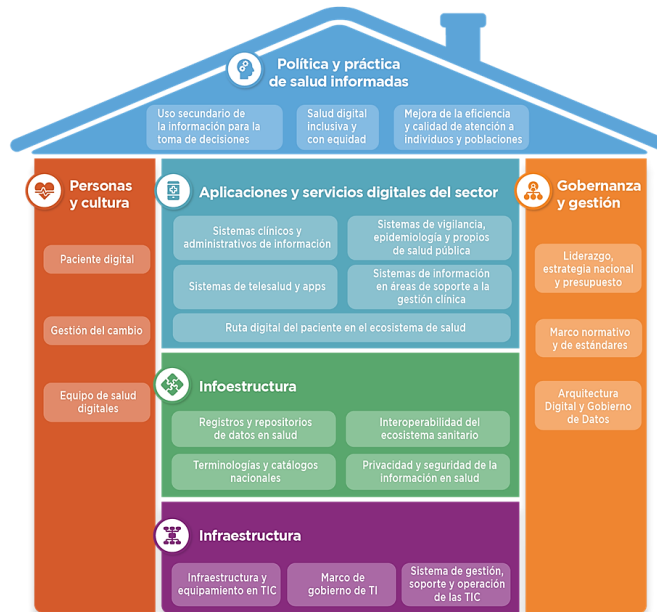 Política y práctica
de salud informadas
Uso secundario de
la información para la
toma de decisiones
Salud digital
inclusiva y
con equidad
Mejora de la eficiencia
y calidad de atención a
individuos y poblaciones
Personas
y cultura
Paciente digital
Gestión del cambio
Equipo de salud
digitales
Aplicaciones y servicios digitales del sector
Sistemas clínicos y
administrativos de información
Sistemas de vigilancia,
epidemiología y propios
de salud pública
Sistemas de telesalud y apps
Sistemas de información
en áreas de soporte a la
gestión clínica
Ruta digital del paciente en el ecosistema de salud
Infoestructura
Registros y repositorios
de datos en salud
Interoperabilidad del
ecosistema sanitario
Terminologías y catálogos
nacionales
Privacidad y seguridad de la
información en salud
Infraestructura
Infraestructura y
equipamiento en TIC
Marco de
gobierno de TI
Sistema de gestión,
soporte y operación
de las TIC
Gobernanza
y gestión
Liderazgo,
estrategia nacional
y presupuesto
Marco normativo
y de estándares
Arquitectura
Digital y Gobierno
de Datos